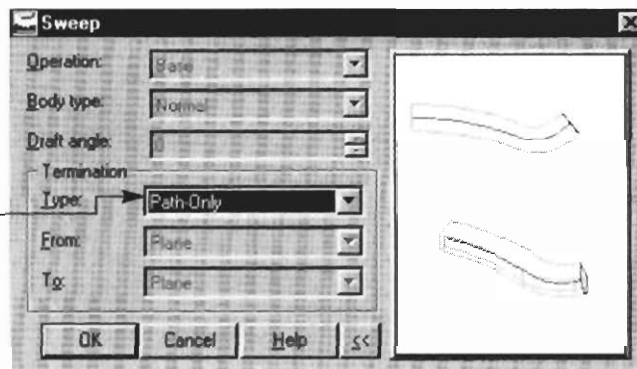 Sweep
Operation: Base
Body type: Normal
Draft angle: 0
Termination
Type: Path-Only
From: Plane
To: Plane
OK Cancel Help <<